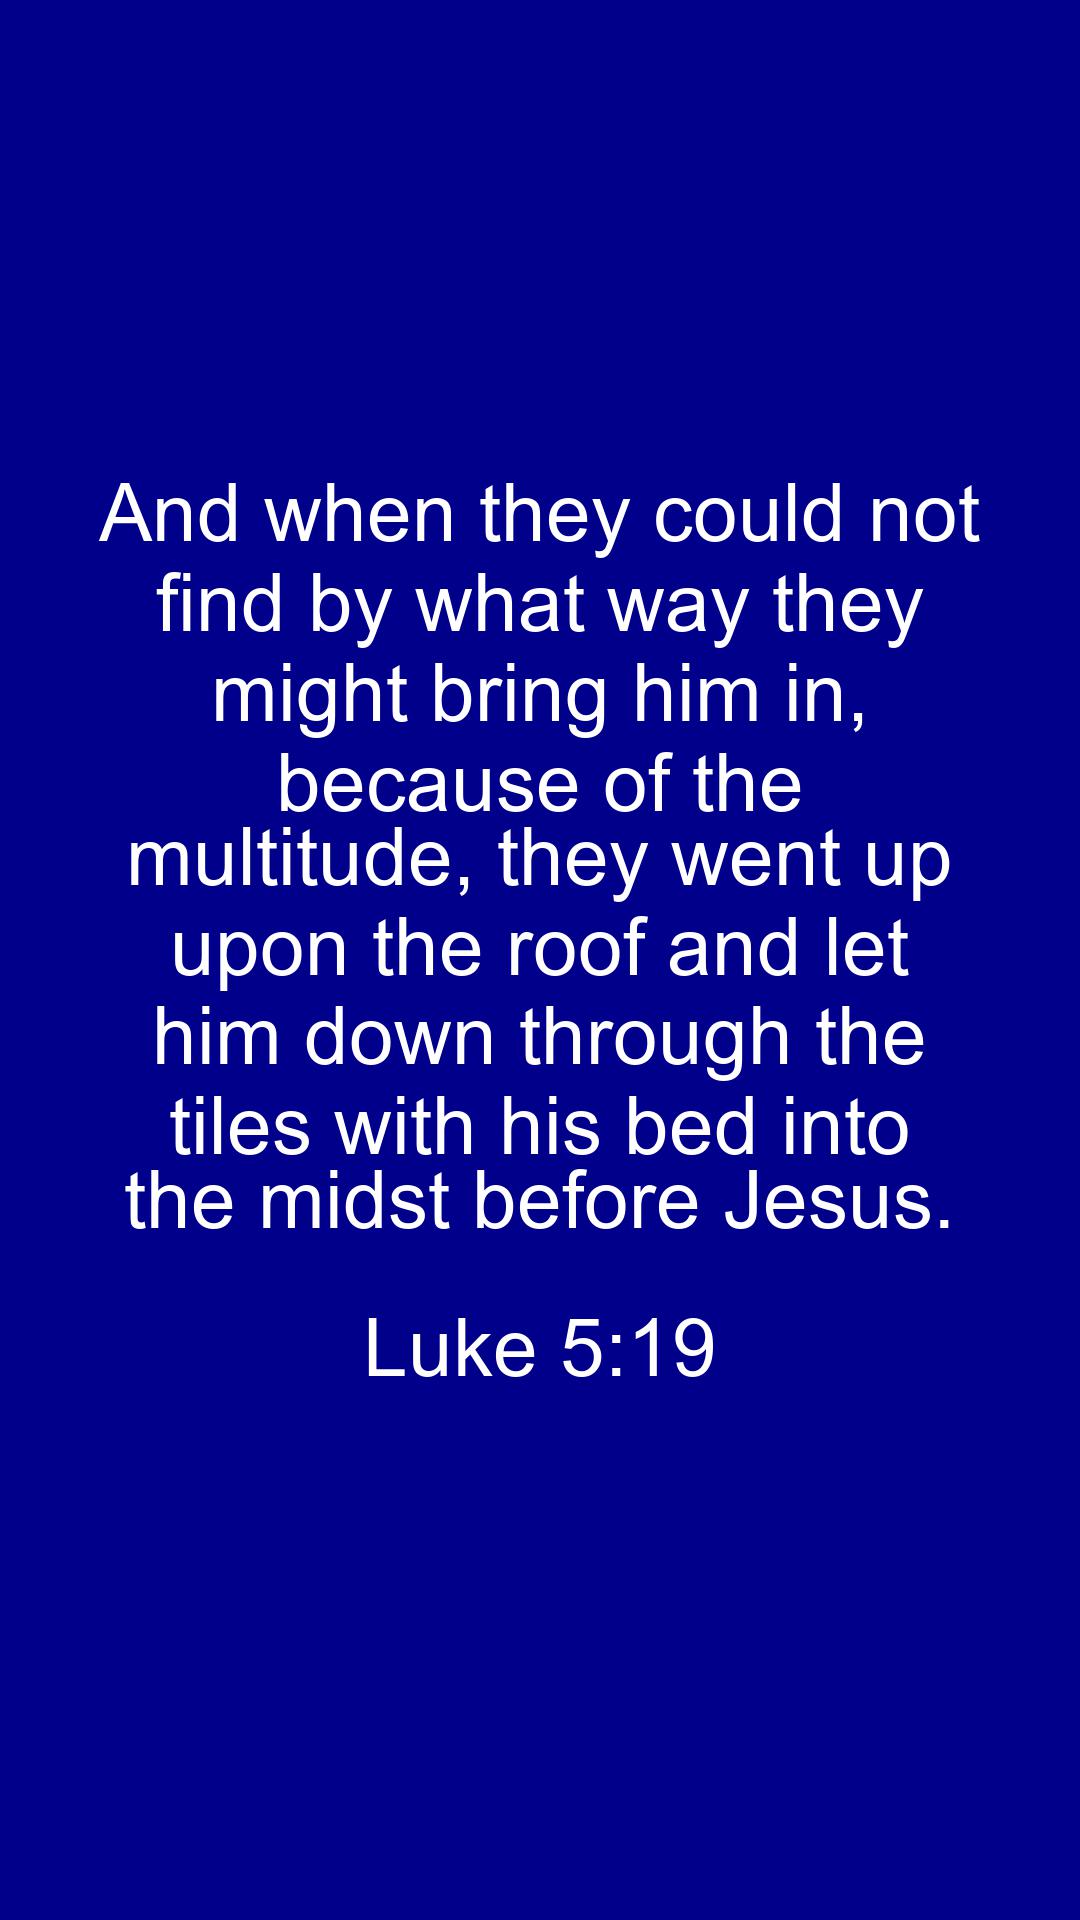 And when they could not
find by what way they
might bring him in,
because of the
multitude, they went up
upon the roof and let
him down through the
tiles with his bed into
the midst before Jesus.
Luke 5:19